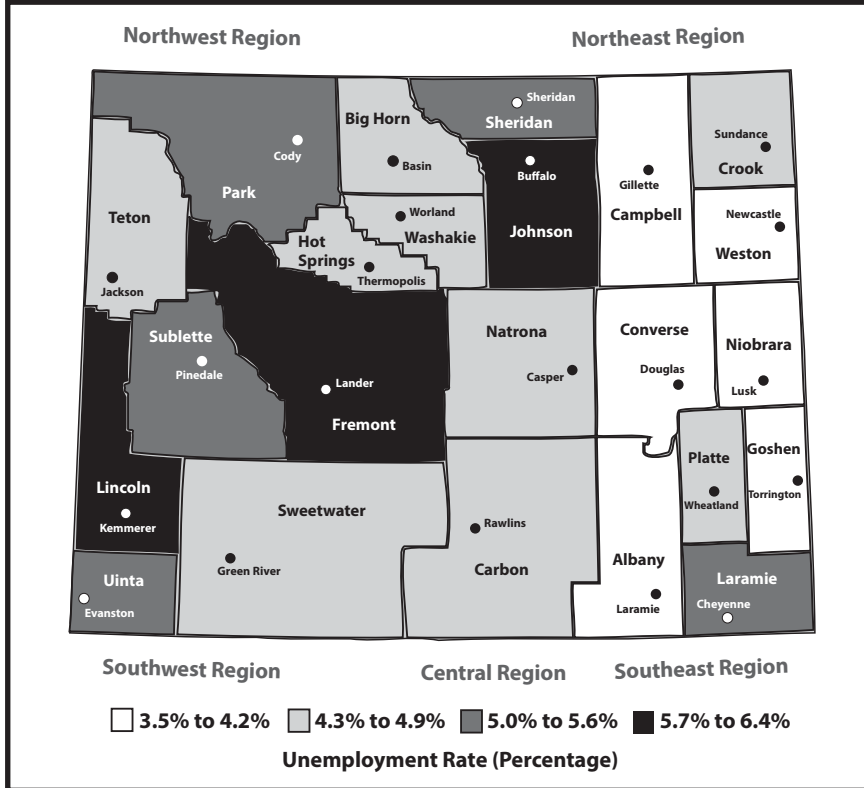 Northwest Region
Northeast Region
Sheridan
Sheridan
Big Horn
Basin
Cody
Park
Buffalo
Johnson
Gillette
Campbell
Sundance
Crook
Newcastle
Weston
Teton
Jackson
Worland
Washakie
Hot
Springs
Thermopolis
Sublette
Pinedale
Lander
Fremont
Natrona
Casper
Converse
Douglas
Niobrara
Lusk
Lincoln
Kemmerer
Sweetwater
Green River
Rawlins
Carbon
Platte
Wheatland
Goshen
Torrington
Uinta
Evanston
Albany
Laramie
Laramie
Cheyenne
Southwest Region
Central Region
Southeast Region
3.5% to 4.2%
4.3% to 4.9%
5.0% to 5.6%
5.7% to 6.4%
Unemployment Rate (Percentage)